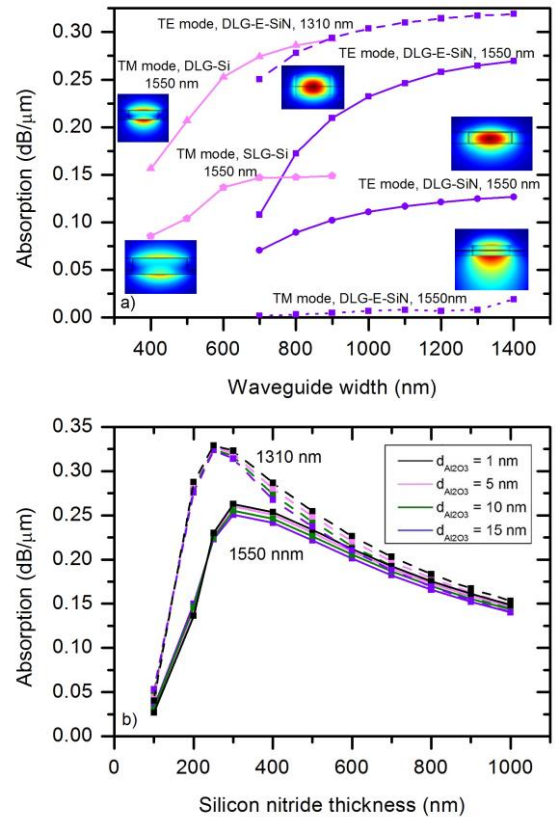 TE mode, DLG-E-SiN, 1310 nm
TM mode, DLG-Si
1550 nm
TE mode, DLG-E-SiN, 1550 nm
TM mode, SLG-Si
1550 nm
TE mode, DLG-SiN, 1550 nm
TM mode, DLG-E-SiN, 1550nm
a)
0.30
0.25
0.20
0.15
0.10
0.05
0.00
Absorption (dB/μm)
400 600 800 1000 1200 1400
Waveguide width (nm)
1310 nm
1550 nnm
d Al2O3 = 1 nm
d Al2O3 = 5 nm
d Al2O3 = 10 nm
d Al2O3 = 15 nm
b)
0.35
0.30
0.25
0.20
0.15
0.10
0.05
0.00
Absorption (dB/μm)
0 200 400 600 800 1000
Silicon nitride thickness (nm)